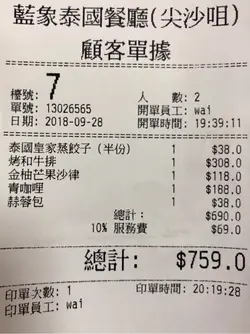 藍象泰國餐廳(尖沙咀)
顧客單據
檯號: 7 人 數: 2
單號: 13026565 開單員工: wai
日期: 2018-09-28 開單時間: 19:39:11
泰國皇家蒸餃子（半份） 1 $38.0
烤和牛排 1 $308.0
金柚芒果沙律 1 $118.0
青咖喱 1 $188.0
蒜蓉包 1 $38.0
總計: $690.0
10% 服務費 $69.0
總計: $759.0
印單次數: 1 印單時間: 20:19:28
印單員工: wai